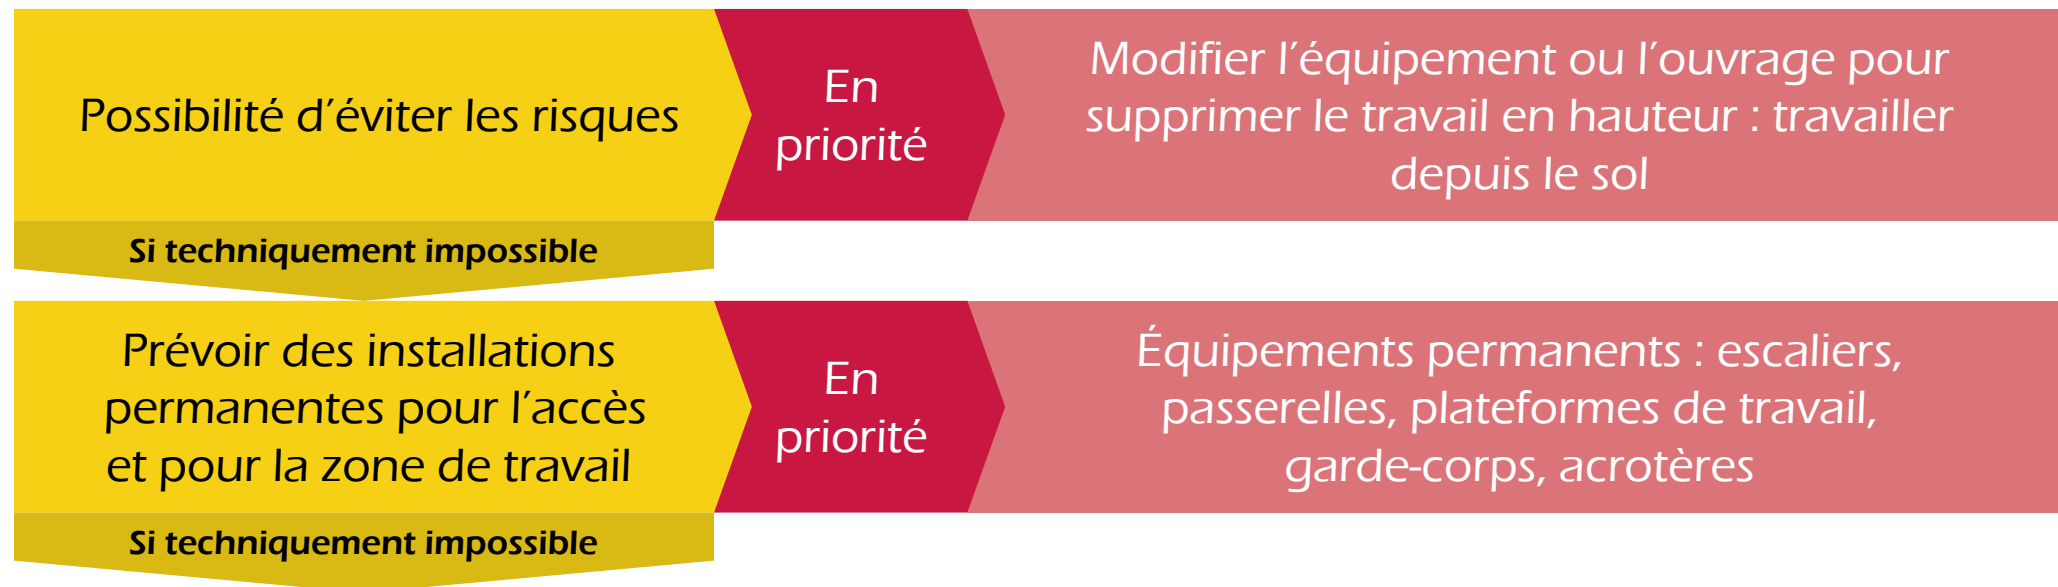 Possibilité d’éviter les risques
En
priorité
Modifier l’équipement ou l’ouvrage pour
supprimer le travail en hauteur : travailler
depuis le sol
Si techniquement impossible
Prévoir des installations
permanentes pour l’accès
et pour la zone de travail
En
priorité
Équipements permanents : escaliers,
passerelles, plateformes de travail,
garde-corps, acrotères
Si techniquement impossible